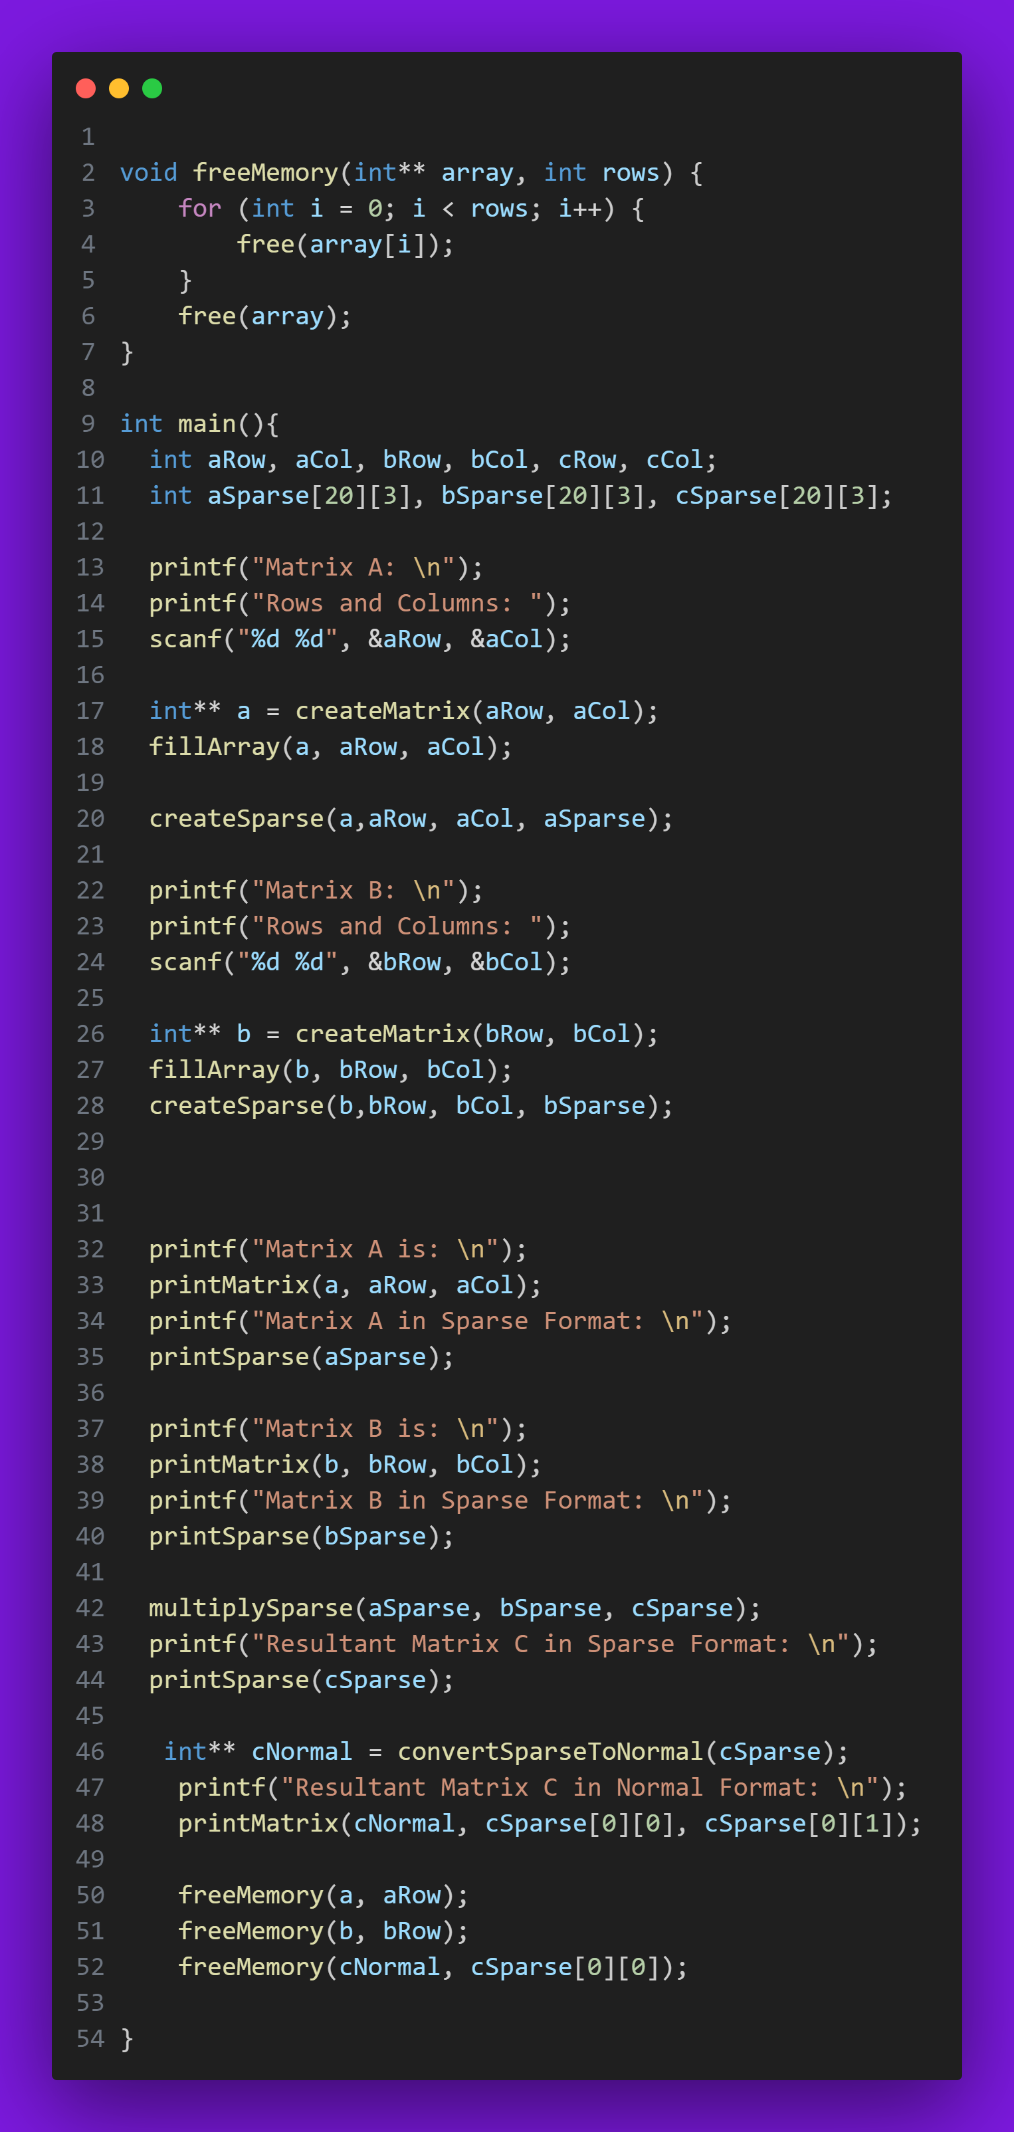 1
2 void freeMemory(int** array, int rows) {
3     for (int i = 0; i < rows; i++) {
4         free(array[i]);
5     }
6     free(array);
7 }
8
9 int main(){
10   int aRow, aCol, bRow, bCol, cRow, cCol;
11   int aSparse[20][3], bSparse[20][3], cSparse[20][3];
12
13   printf("Matrix A: \n");
14   printf("Rows and Columns: ");
15   scanf("%d %d", &aRow, &aCol);
16
17   int** a = createMatrix(aRow, aCol);
18   fillArray(a, aRow, aCol);
19
20   createSparse(a,aRow, aCol, aSparse);
21
22   printf("Matrix B: \n");
23   printf("Rows and Columns: ");
24   scanf("%d %d", &bRow, &bCol);
25
26   int** b = createMatrix(bRow, bCol);
27   fillArray(b, bRow, bCol);
28   createSparse(b,bRow, bCol, bSparse);
29
30
31
32   printf("Matrix A is: \n");
33   printMatrix(a, aRow, aCol);
34   printf("Matrix A in Sparse Format: \n");
35   printSparse(aSparse);
36
37   printf("Matrix B is: \n");
38   printMatrix(b, bRow, bCol);
39   printf("Matrix B in Sparse Format: \n");
40   printSparse(bSparse);
41
42   multiplySparse(aSparse, bSparse, cSparse);
43   printf("Resultant Matrix C in Sparse Format: \n");
44   printSparse(cSparse);
45
46    int** cNormal = convertSparseToNormal(cSparse);
47     printf("Resultant Matrix C in Normal Format: \n");
48     printMatrix(cNormal, cSparse[0][0], cSparse[0][1]);
49
50     freeMemory(a, aRow);
51     freeMemory(b, bRow);
52     freeMemory(cNormal, cSparse[0][0]);
53
54 }